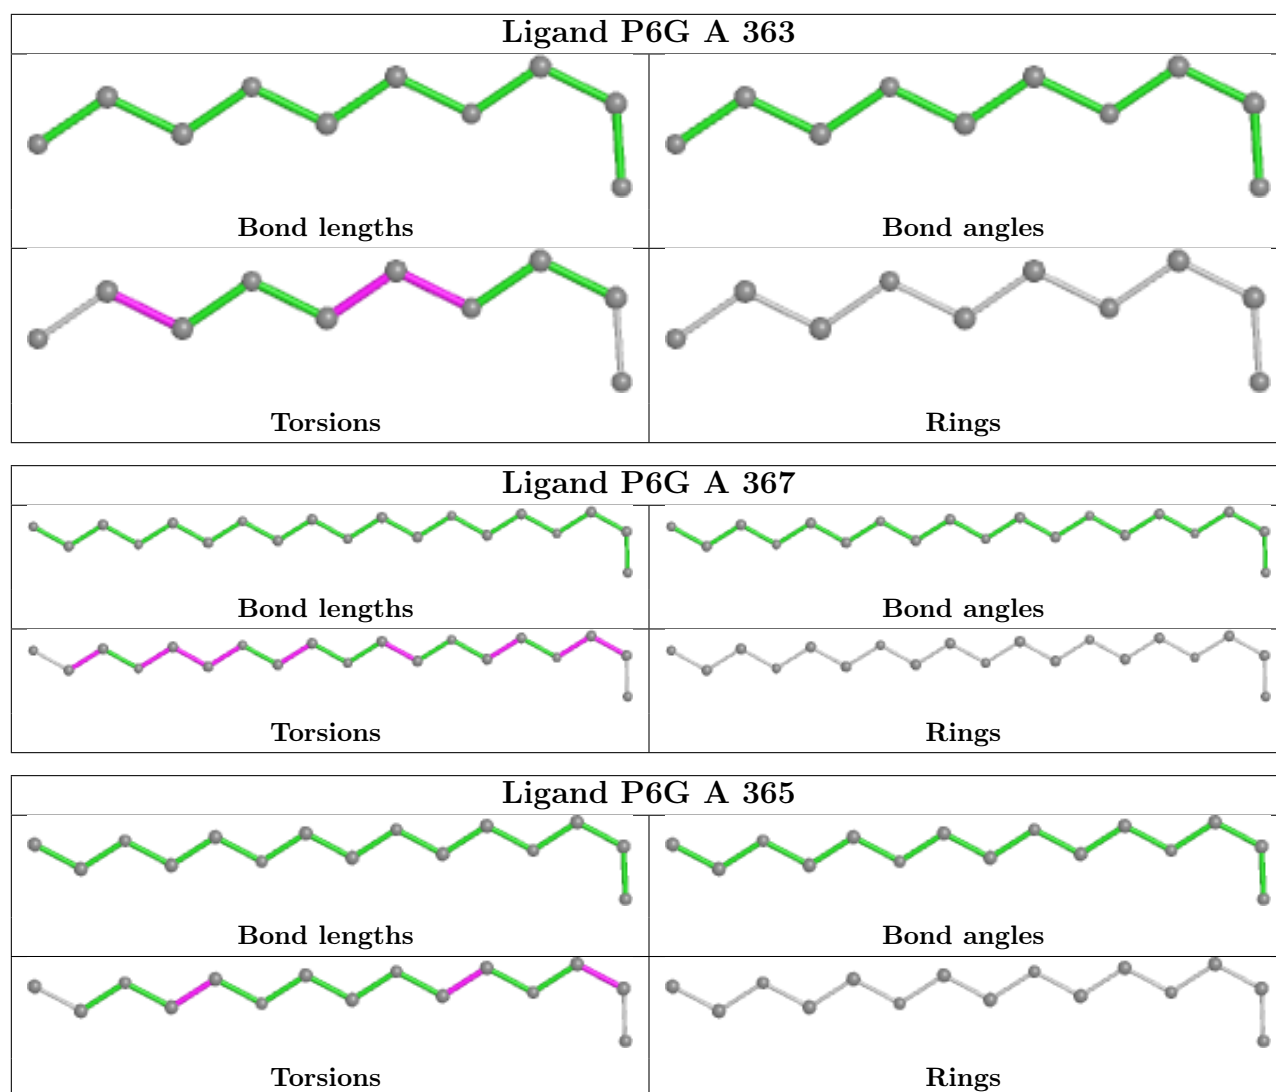 Ligand P6G A 363
Bond lengths
Bond angles
Torsions
Rings
Ligand P6G A 367
Bond lengths
Bond angles
Torsions
Rings
Ligand P6G A 365
Bond lengths
Bond angles
Torsions
Rings